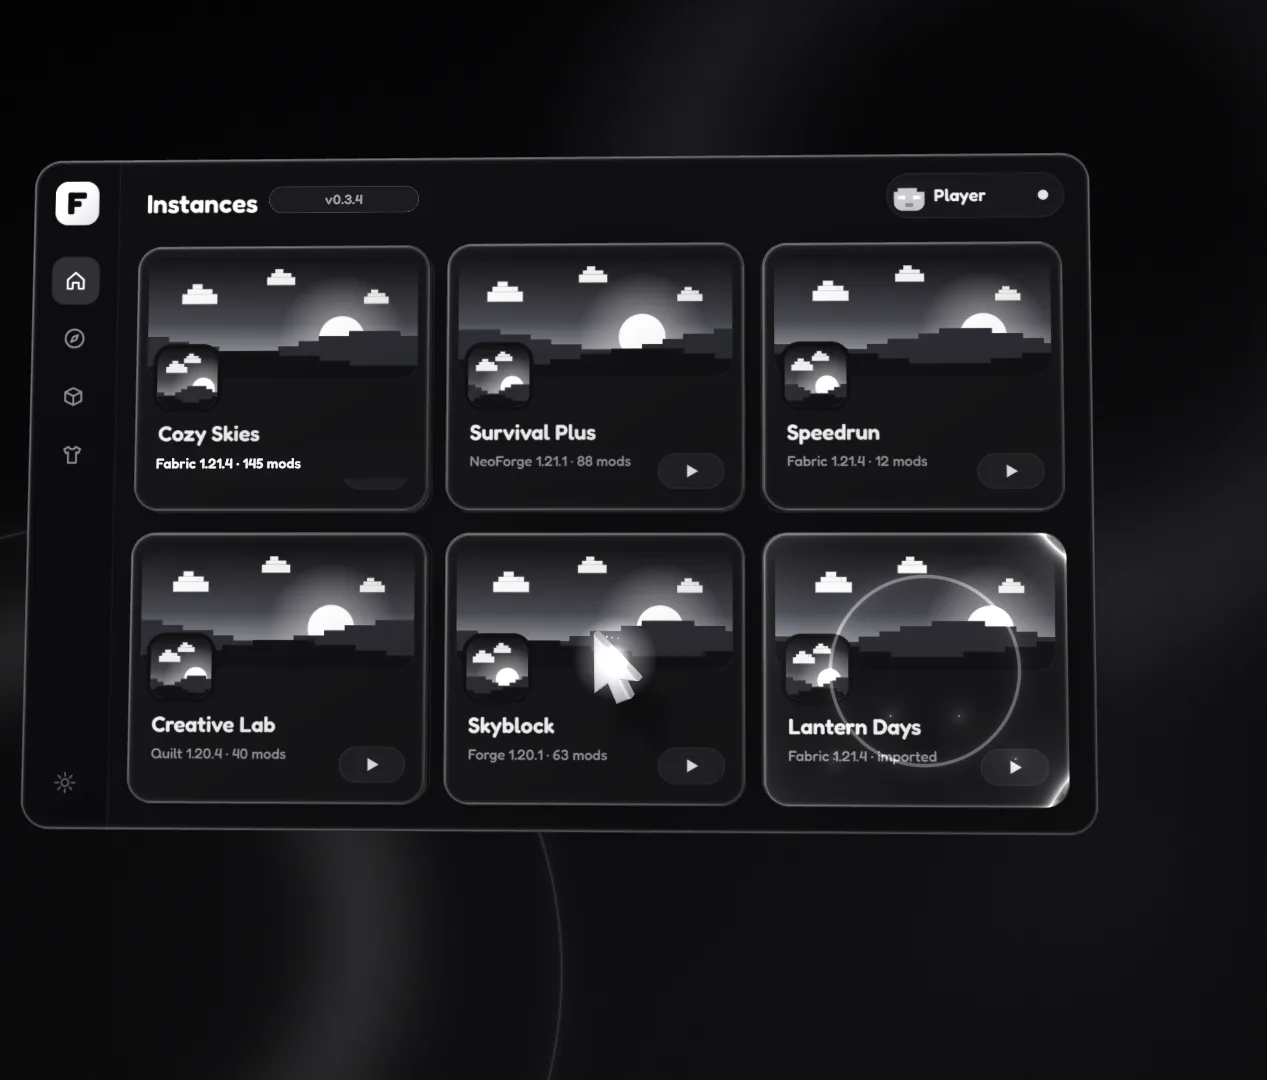 F
Instances
v0.3.4
Player
Cozy Skies
Fabric 1.21.4 · 145 mods
Survival Plus
NeoForge 1.21.1 · 88 mods
Speedrun
Fabric 1.21.4 · 12 mods
Creative Lab
Quilt 1.20.4 · 40 mods
Skyblock
Forge 1.20.1 · 63 mods
Lantern Days
Fabric 1.21.4 · imported